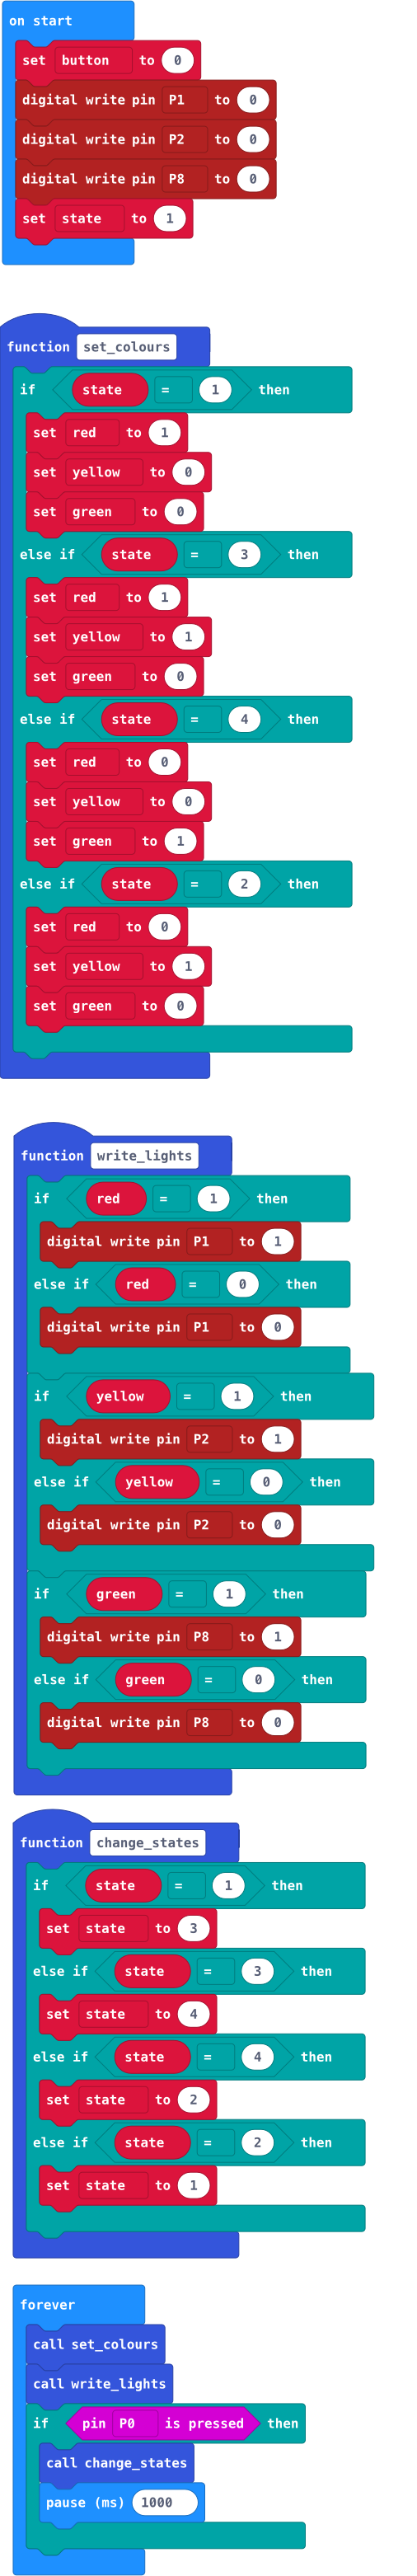 on start
set button to 0
digital write pin P1 to 0
digital write pin P2 to 0
digital write pin P8 to 0
set state to 1
function set_colours
if state = 1 then
set red to 1
set yellow to 0
set green to 0
else if state = 3 then
set red to 1
set yellow to 1
set green to 0
else if state = 4 then
set red to 0
set yellow to 0
set green to 1
else if state = 2 then
set red to 0
set yellow to 1
set green to 0
function write_lights
if red = 1 then
digital write pin P1 to 1
else if red = 0 then
digital write pin P1 to 0
if yellow = 1 then
digital write pin P2 to 1
else if yellow = 0 then
digital write pin P2 to 0
if green = 1 then
digital write pin P8 to 1
else if green = 0 then
digital write pin P8 to 0
function change_states
if state = 1 then
set state to 3
else if state = 3 then
set state to 4
else if state = 4 then
set state to 2
else if state = 2 then
set state to 1
forever
call set_colours
call write_lights
if pin P0 is pressed then
call change_states
pause (ms) 1000